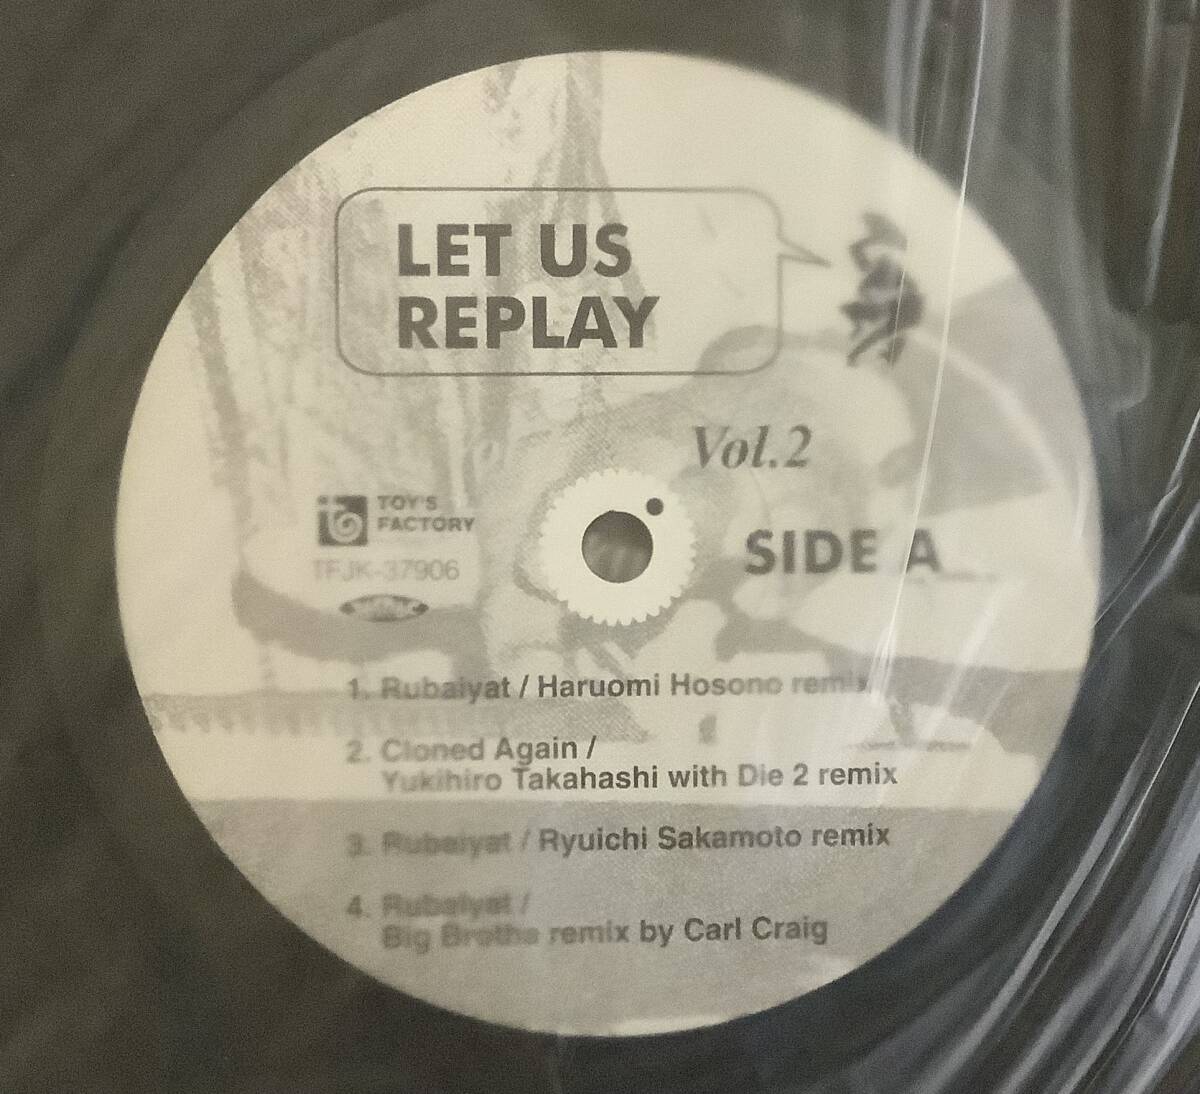 LET US
REPLAY
Vol.2
TOY'S
FACTORY
SIDE A
TFJK-37906
1. Rubaiyat / Haruomi Hosono remix
2. Cloned Again /
Yukihiro Takahashi with Die 2 remix
3. Rubaiyat / Ryuichi Sakamoto remix
4. Rubaiyat /
Big Brotha remix by Carl Craig